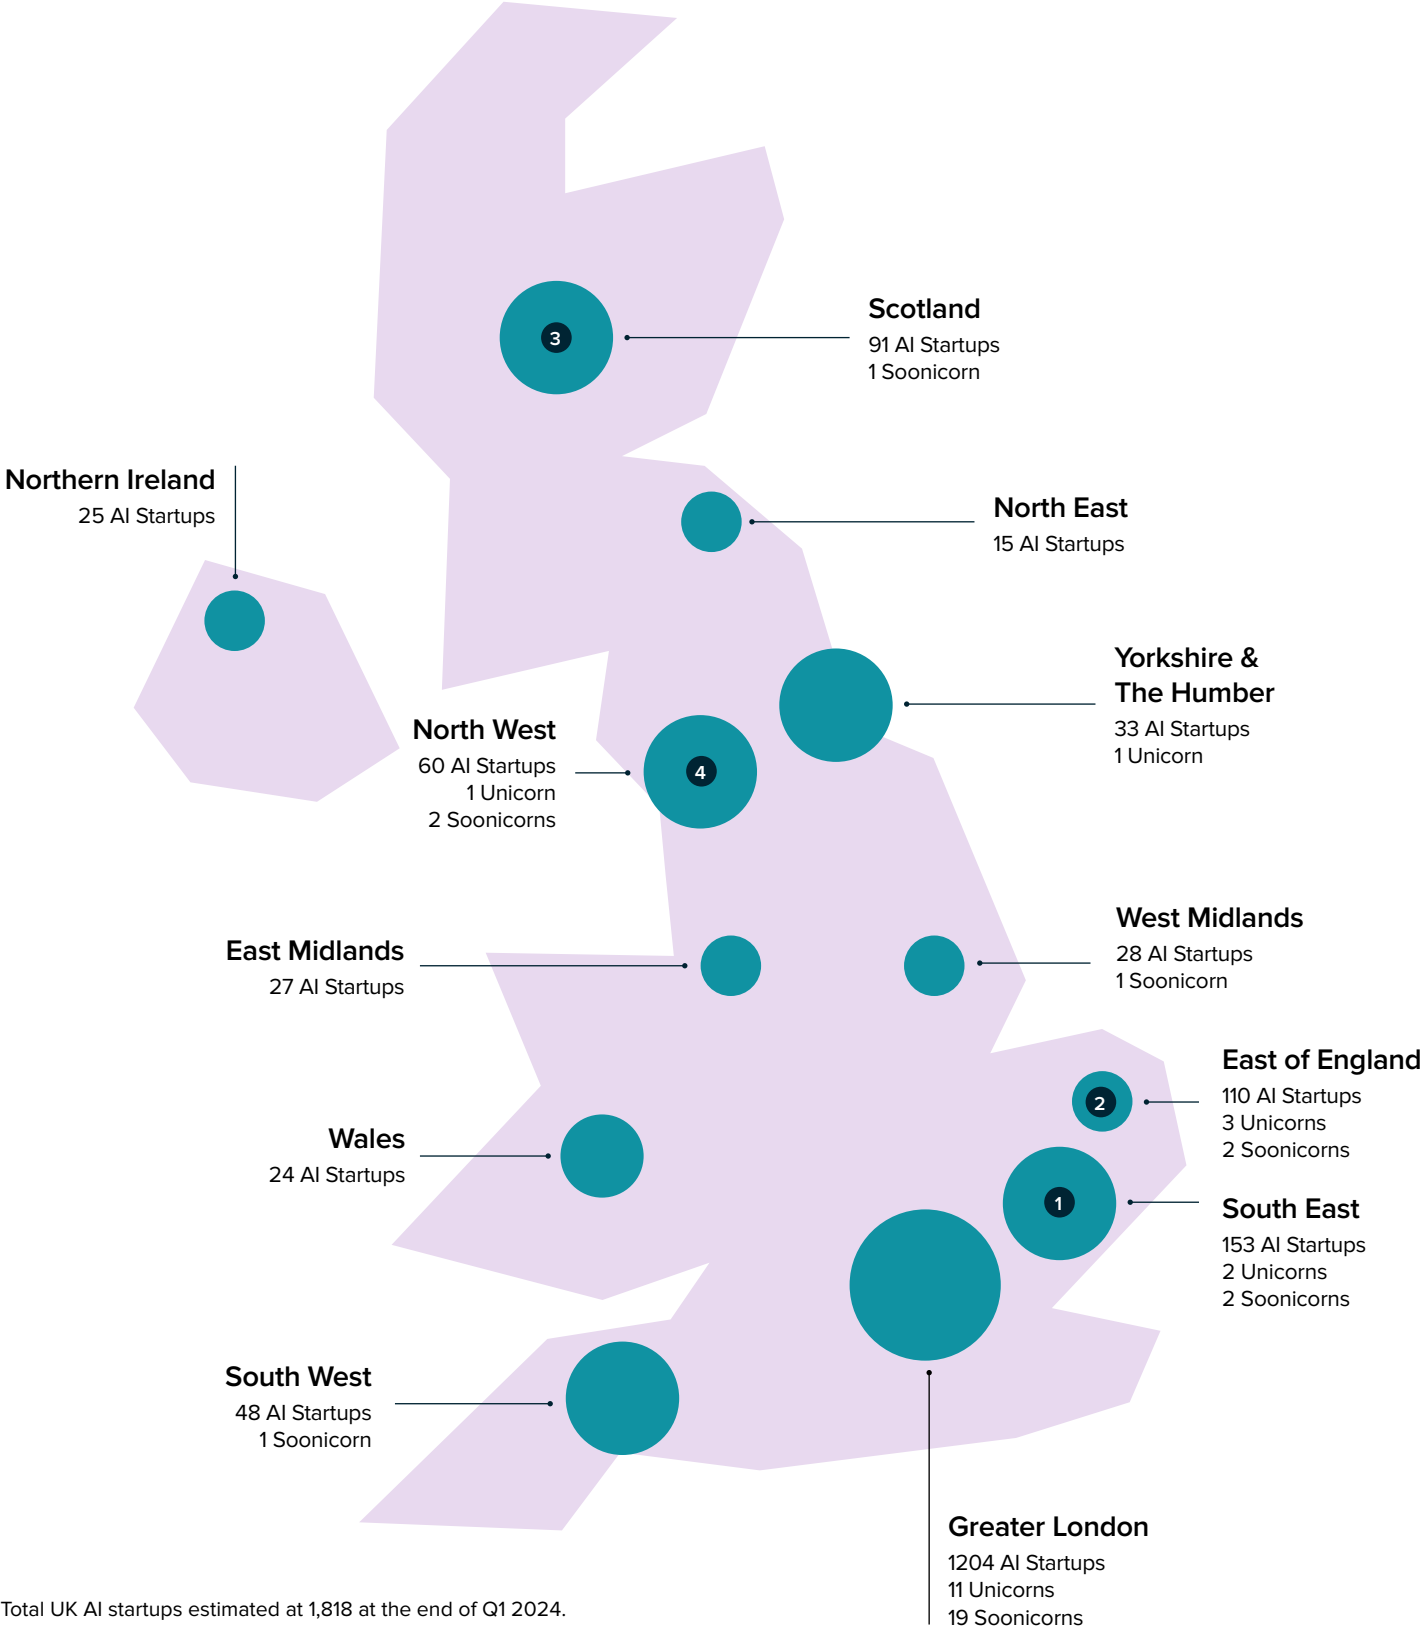 3
Scotland
91 AI Startups
1 Soonicorn
Northern Ireland
25 AI Startups
North East
15 AI Startups
Yorkshire &
The Humber
33 AI Startups
1 Unicorn
North West
60 AI Startups
1 Unicorn
2 Soonicorns
4
West Midlands
28 AI Startups
1 Soonicorn
East Midlands
27 AI Startups
East of England
110 AI Startups
3 Unicorns
2 Soonicorns
2
Wales
24 AI Startups
1
South East
153 AI Startups
2 Unicorns
2 Soonicorns
South West
48 AI Startups
1 Soonicorn
Greater London
1204 AI Startups
11 Unicorns
19 Soonicorns
Total UK AI startups estimated at 1,818 at the end of Q1 2024.